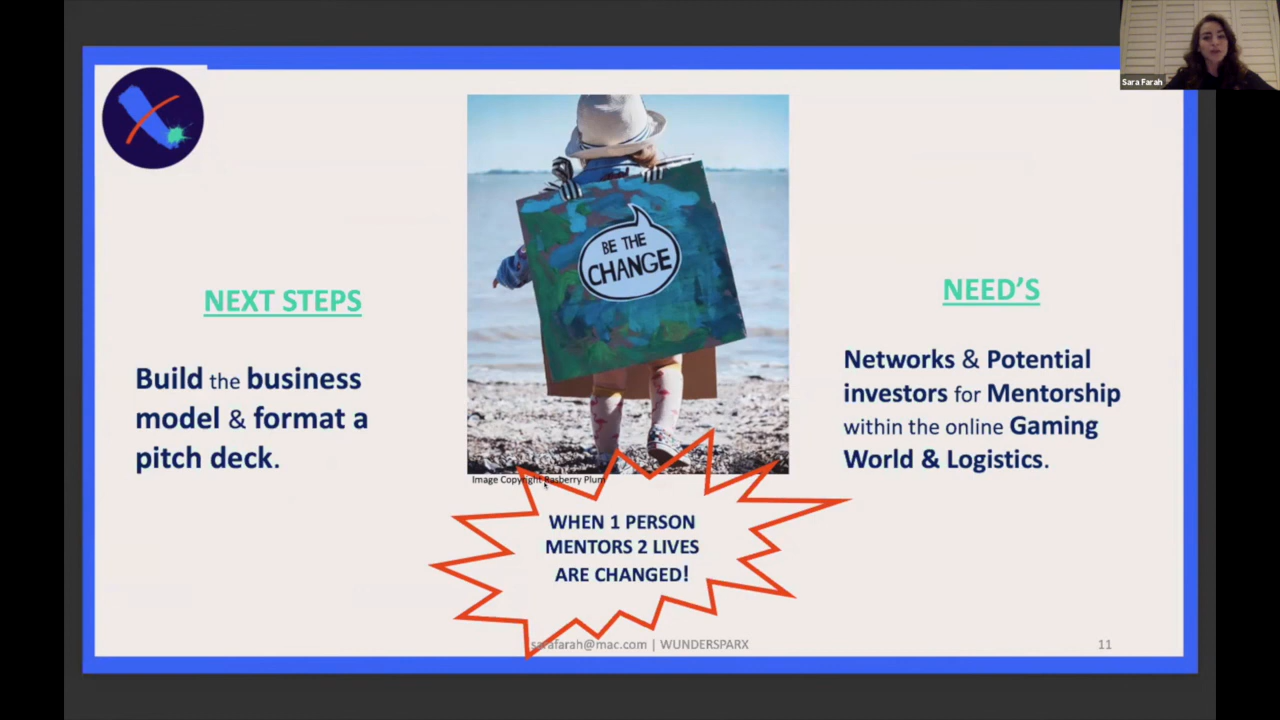 Sara Farah
BE THE
CHANGE
NEXT STEPS
Build the business
model & format a
pitch deck.
NEED’S
Networks & Potential
investors for Mentorship
within the online Gaming
World & Logistics.
Image Copyright Rasberry Plum
WHEN 1 PERSON
MENTORS 2 LIVES
ARE CHANGED!
sarafarah@mac.com | WUNDERSPARX
11